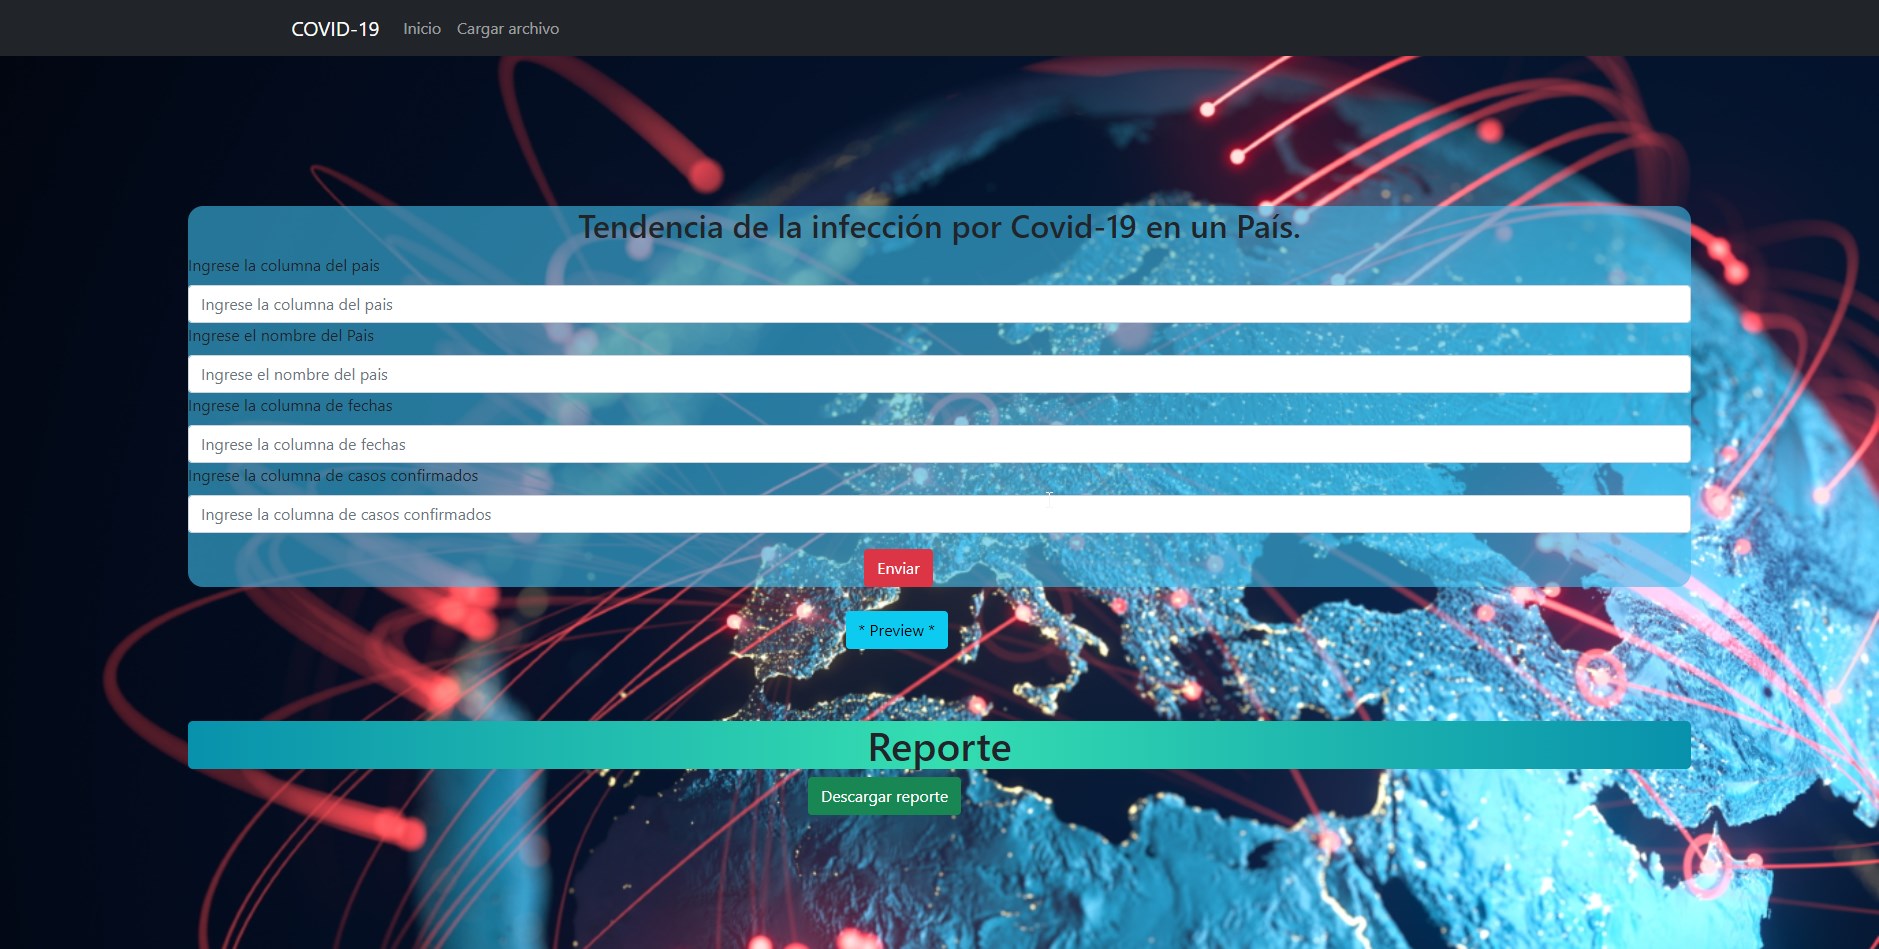 COVID-19 Inicio Cargar archivo
Tendencia de la infección por Covid-19 en un País.
Ingrese la columna del pais
Ingrese la columna del pais
Ingrese el nombre del Pais
Ingrese el nombre del pais
Ingrese la columna de fechas
Ingrese la columna de fechas
Ingrese la columna de casos confirmados
Ingrese la columna de casos confirmados
Enviar
* Preview *
Reporte
Descargar reporte